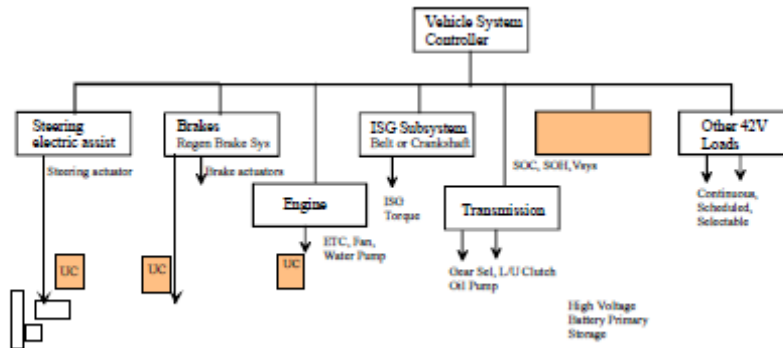 Vehicle System
Controller
Steering
electric assist
Brakes
Regen Brake Sys
ISG Subsystem
Belt or Crankshaft
Other 42V
Loads
Steering actuator
Brake actuators
SOC, SOH, Vsys
Engine
ISG
Torque
Transmission
Continuous,
Scheduled,
Selectable
ETC, Fan,
Water Pump
UC
UC
UC
Gear Sel, L/U Clutch
Oil Pump
High Voltage
Battery Primary
Storage